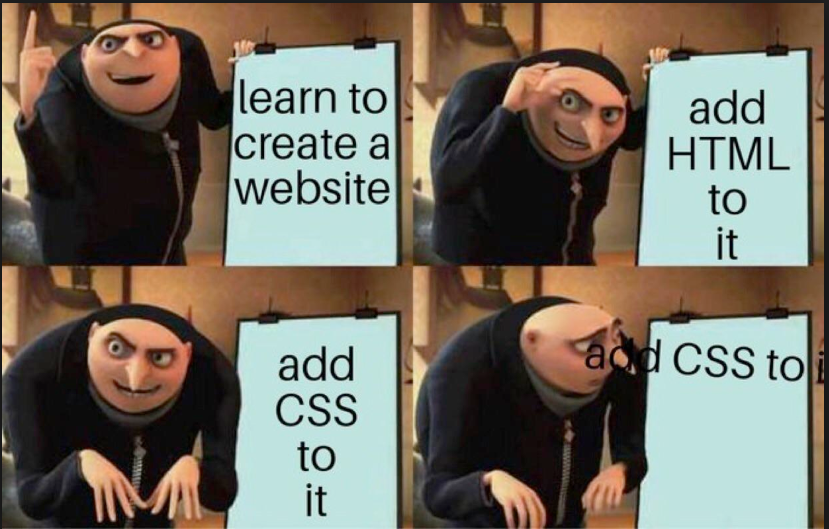 learn to
create a
website
add
HTML
to
it
add
CSS
to
it
add CSS to i